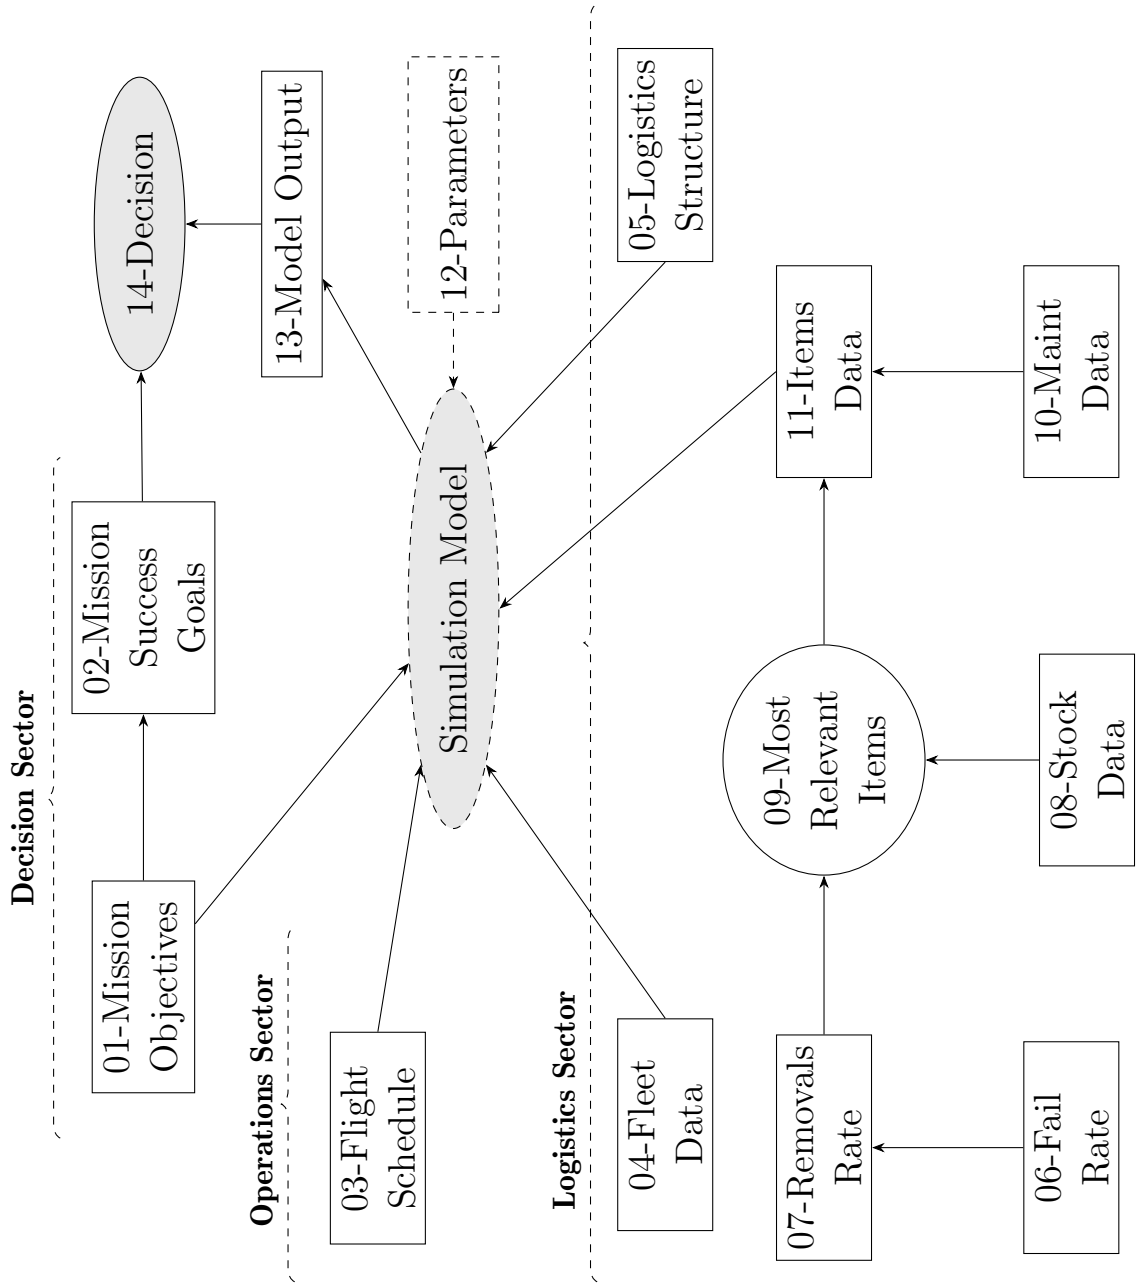 Decision Sector
01-Mission
Objectives
02-Mission
Success
Goals
14-Decision
Operations Sector
03-Flight
Schedule
13-Model Output
Simulation Model
12-Parameters
Logistics Sector
04-Fleet
Data
05-Logistics
Structure
07-Removals
Rate
09-Most
Relevant
Items
11-Items
Data
06-Fail
Rate
08-Stock
Data
10-Maint
Data